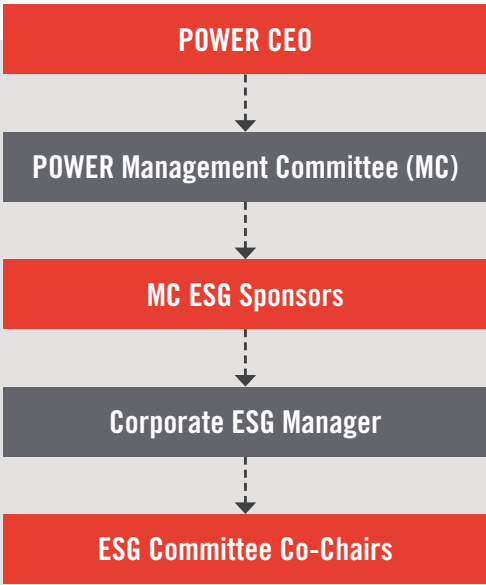 POWER CEO
POWER Management Committee (MC)
MC ESG Sponsors
Corporate ESG Manager
ESG Committee Co-Chairs